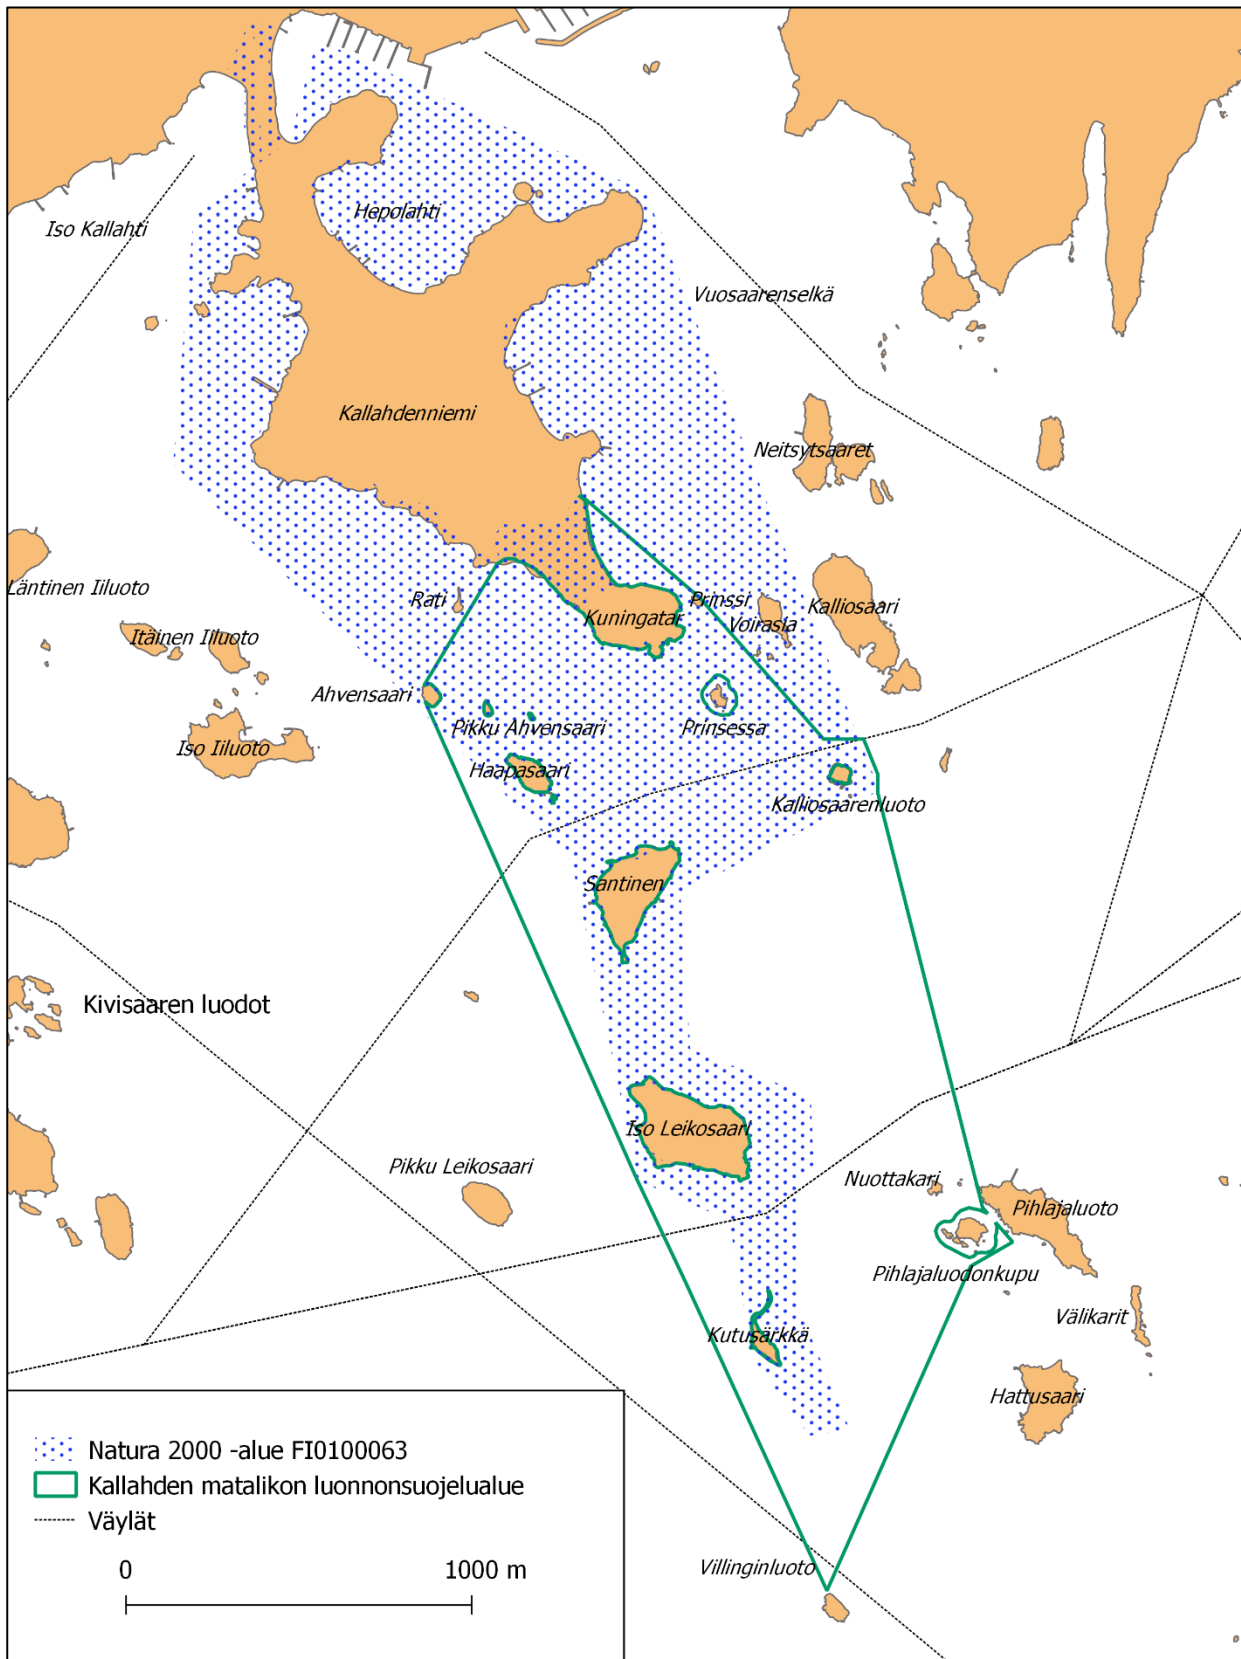 Hepolahti
Iso Kallahti
Vuosaarenselkä
Kallahdenniemi
Neitsytsaaret
Läntinen Iiluoto
Rati
Prinssi
Kalliosaari
Kuningatar
Voirasia
Itäinen Iiluoto
Ahvensaari
Pikku Ahvensaari
Prinsessa
Iso Iiluoto
Haapasaari
Kalliosaarenluoto
Santinen
Kivisaaren luodot
Iso Leikosaari
Pikku Leikosaari
Nuottakari
Pihlajaluoto
Pihlajaluodonkupu
Välikarit
Kutusärkkä
Hattusaari
Natura 2000 -alue FI0100063
Kallahden matalikon luonnonsuojelualue
Väylät
0 1000 m
Villinginluoto